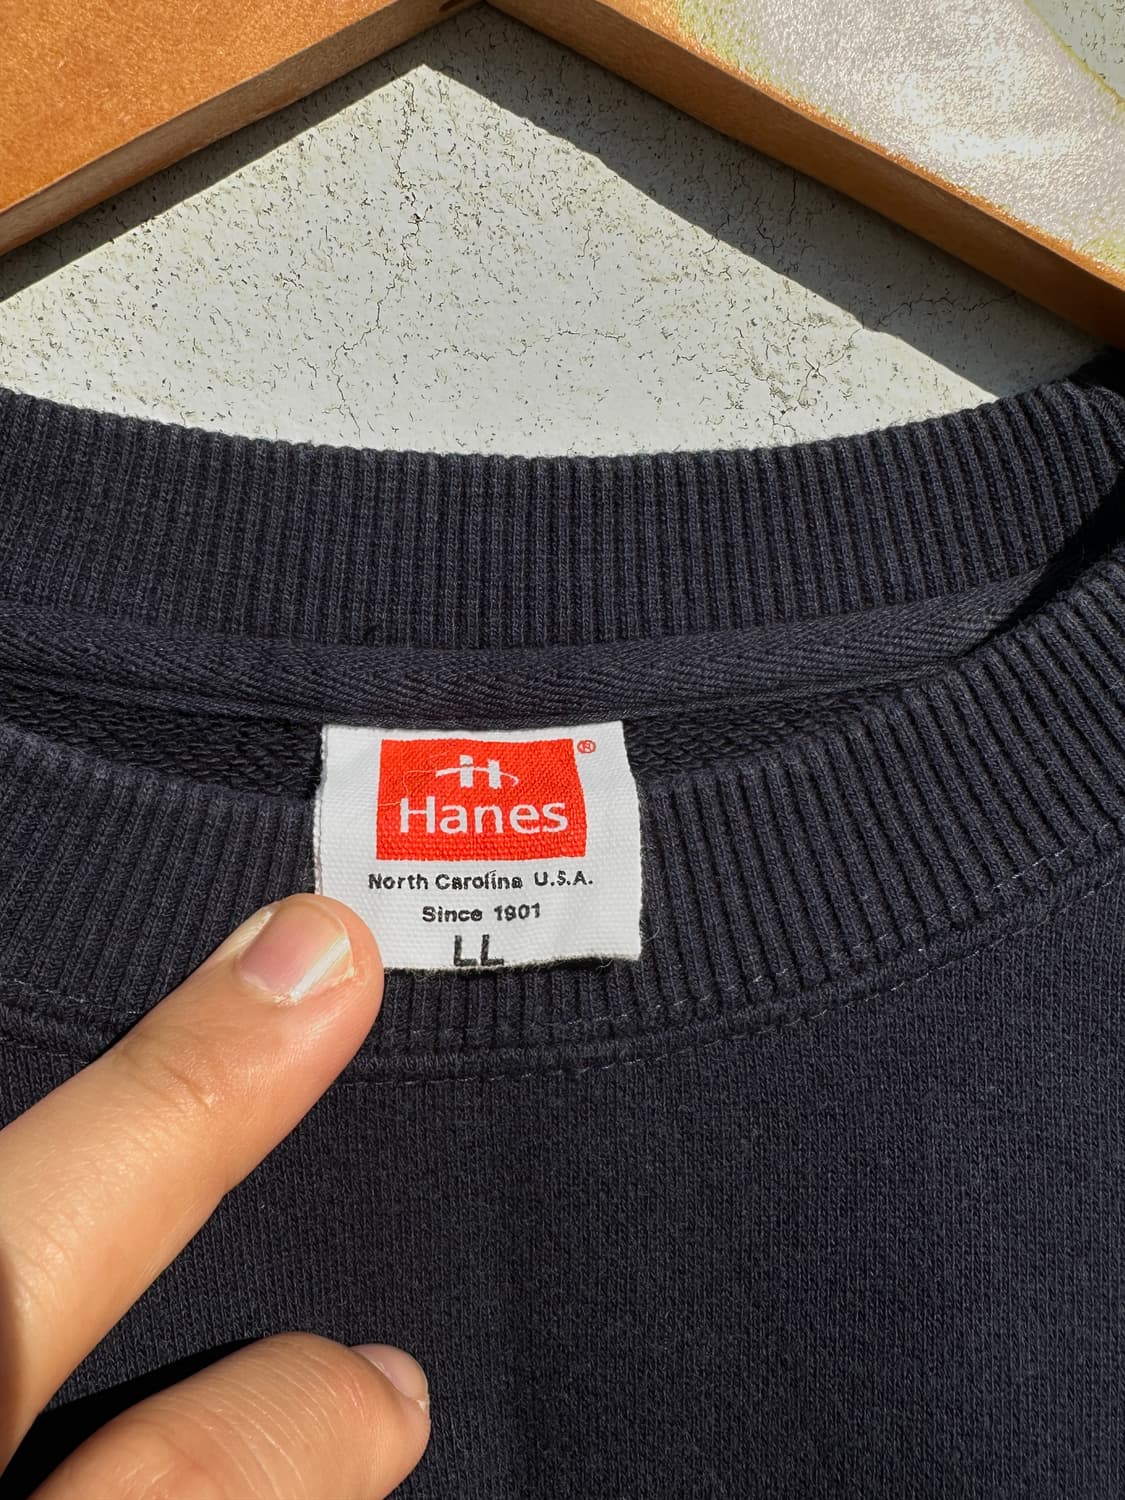 Hanes®
North Carolina U.S.A.
Since 1901
LL